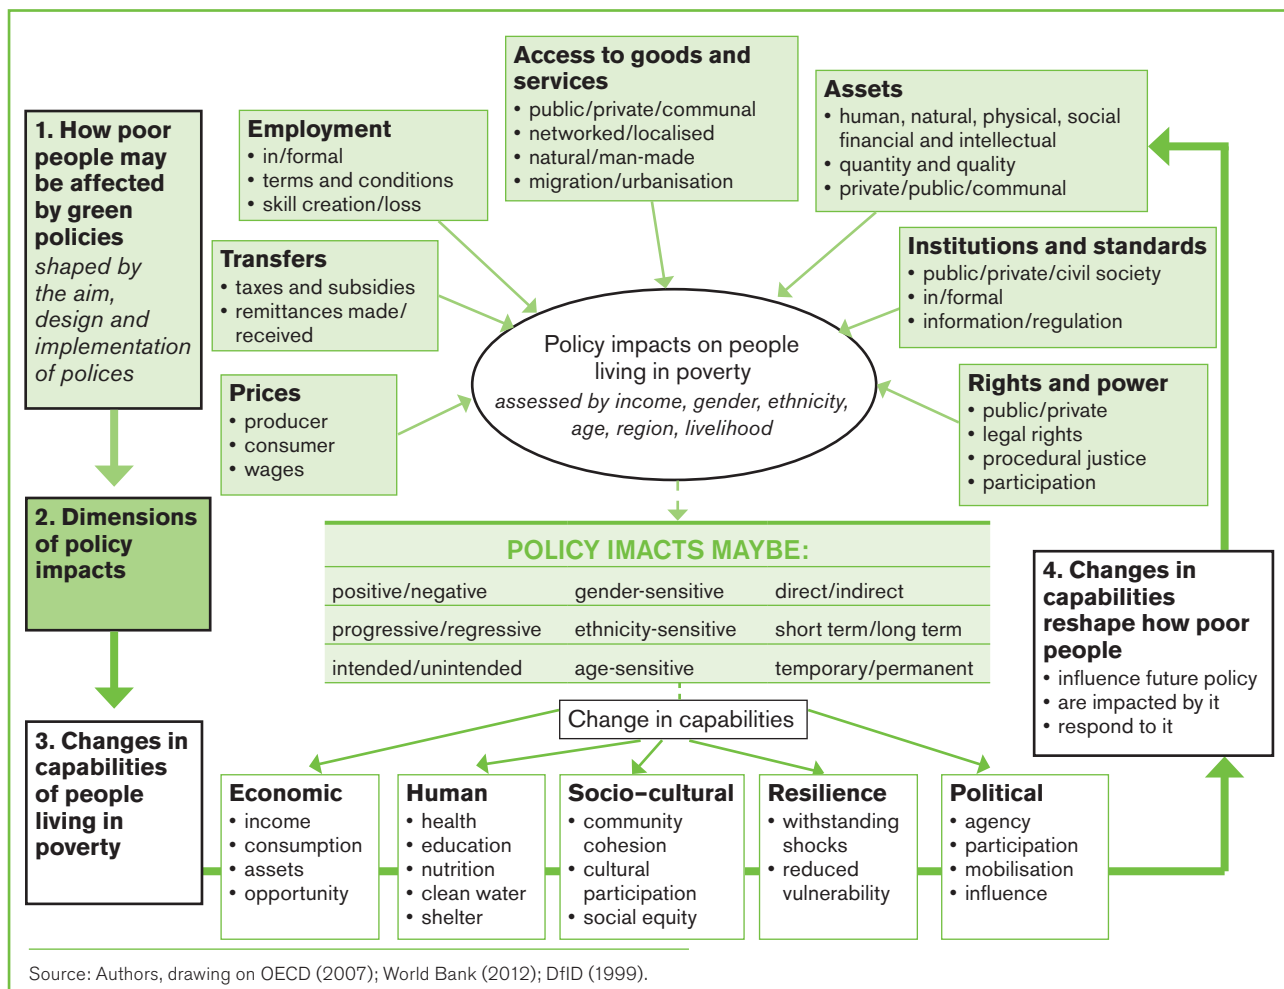 1. How poor
people may
be affected
by green
policies
shaped by
the aim,
design and
implementation
of polices
Employment
• in/formal
• terms and conditions
• skill creation/loss
Access to goods and
services
• public/private/communal
• networked/localised
• natural/man-made
• migration/urbanisation
Assets
• human, natural, physical, social
financial and intellectual
• quantity and quality
• private/public/communal
Transfers
• taxes and subsidies
• remittances made/
received
Institutions and standards
• public/private/civil society
• in/formal
• information/regulation
Prices
• producer
• consumer
• wages
Policy impacts on people
living in poverty
assessed by income, gender, ethnicity,
age, region, livelihood
Rights and power
• public/private
• legal rights
• procedural justice
• participation
2. Dimensions
of policy
impacts
POLICY IMACTS MAYBE:
positive/negative gender-sensitive direct/indirect
progressive/regressive ethnicity-sensitive short term/long term
intended/unintended age-sensitive temporary/permanent
4. Changes in
capabilities
reshape how poor
people
• influence future policy
• are impacted by it
• respond to it
3. Changes in
capabilities
of people
living in
poverty
Change in capabilities
Economic
• income
• consumption
• assets
• opportunity
Human
• health
• education
• nutrition
• clean water
• shelter
Socio–cultural
• community
cohesion
• cultural
participation
• social equity
Resilience
• withstanding
shocks
• reduced
vulnerability
Political
• agency
• participation
• mobilisation
• influence
Source: Authors, drawing on OECD (2007); World Bank (2012); DfID (1999).